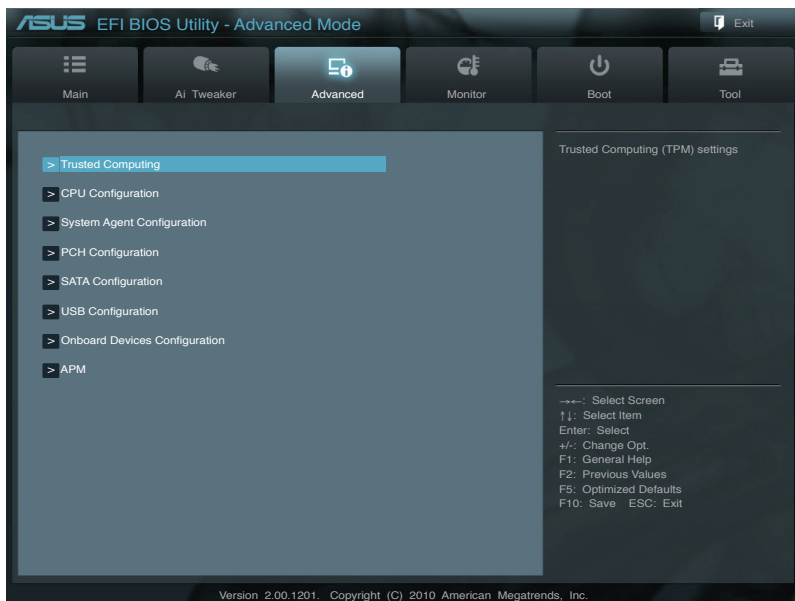 ASUS EFI BIOS Utility - Advanced Mode
Exit
Main
Ai Tweaker
Advanced
Monitor
Boot
Tool
> Trusted Computing
> CPU Configuration
> System Agent Configuration
> PCH Configuration
> SATA Configuration
> USB Configuration
> Onboard Devices Configuration
> APM
Trusted Computing (TPM) settings
→←: Select Screen
↑↓: Select Item
Enter: Select
+/-: Change Opt.
F1: General Help
F2: Previous Values
F5: Optimized Defaults
F10: Save ESC: Exit
Version 2.00.1201. Copyright (C) 2010 American Megatrends, Inc.